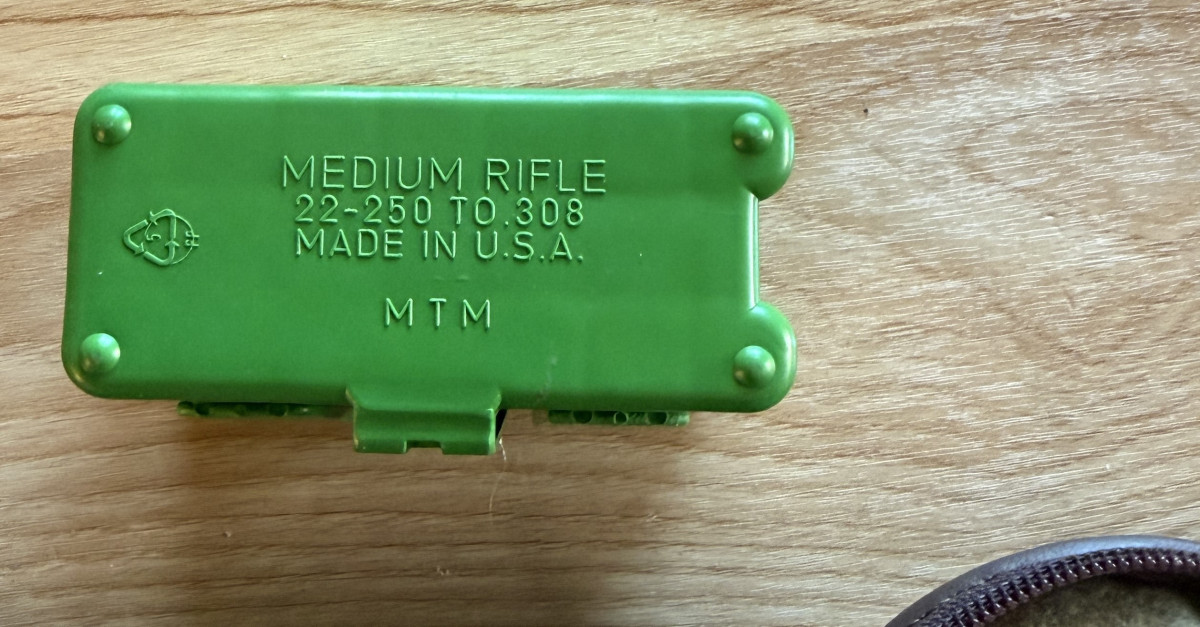 MEDIUM RIFLE
22-250 TO .308
MADE IN U.S.A.
MTM